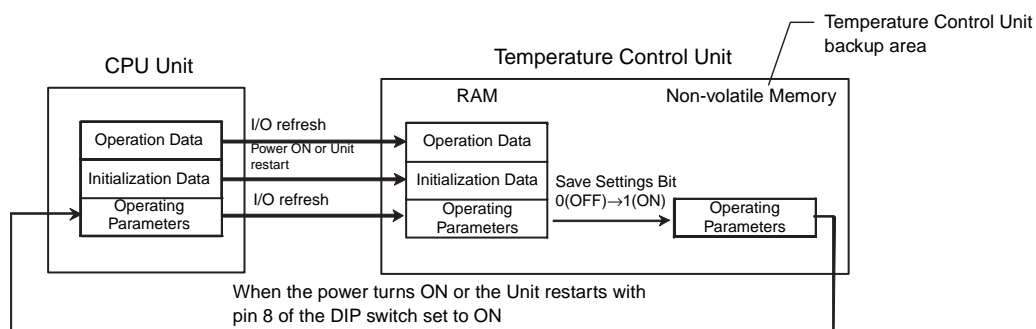 Temperature Control Unit
backup area
CPU Unit
Temperature Control Unit
RAM
Non-volatile Memory
Operation Data
I/O refresh
Operation Data
Power ON or Unit
restart
Initialization Data
Initialization Data
Save Settings Bit
0(OFF)→1(ON)
Operating
Parameters
I/O refresh
Operating
Parameters
Operating
Parameters
When the power turns ON or the Unit restarts with
pin 8 of the DIP switch set to ON